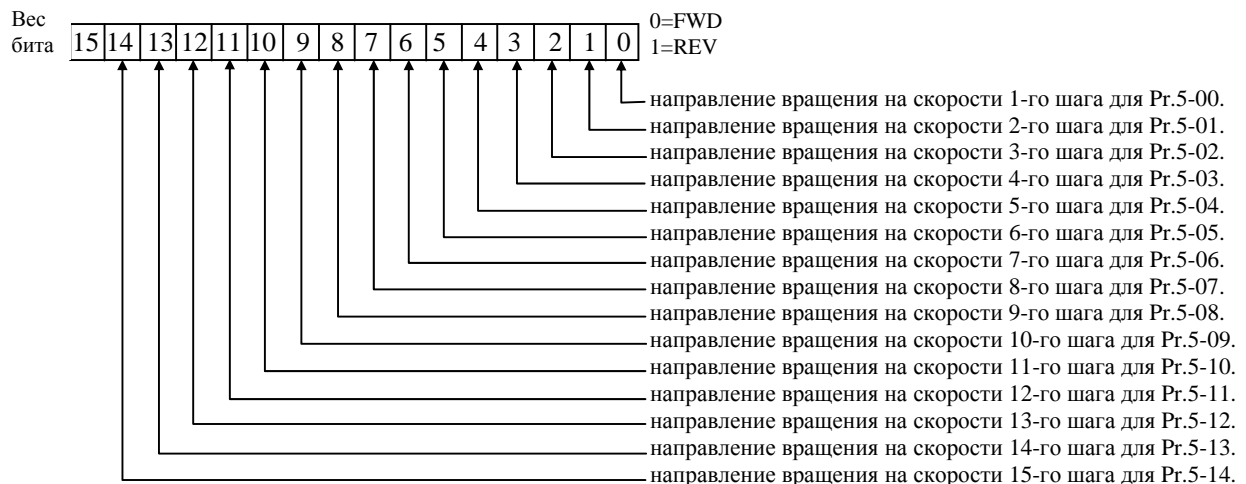 Вес
бита
15 14 13 12 11 10 9 8 7 6 5 4 3 2 1 0
0=FWD
1=REV
направление вращения на скорости 1-го шага для Pr.5-00.
направление вращения на скорости 2-го шага для Pr.5-01.
направление вращения на скорости 3-го шага для Pr.5-02.
направление вращения на скорости 4-го шага для Pr.5-03.
направление вращения на скорости 5-го шага для Pr.5-04.
направление вращения на скорости 6-го шага для Pr.5-05.
направление вращения на скорости 7-го шага для Pr.5-06.
направление вращения на скорости 8-го шага для Pr.5-07.
направление вращения на скорости 9-го шага для Pr.5-08.
направление вращения на скорости 10-го шага для Pr.5-09.
направление вращения на скорости 11-го шага для Pr.5-10.
направление вращения на скорости 12-го шага для Pr.5-11.
направление вращения на скорости 13-го шага для Pr.5-12.
направление вращения на скорости 14-го шага для Pr.5-13.
направление вращения на скорости 15-го шага для Pr.5-14.